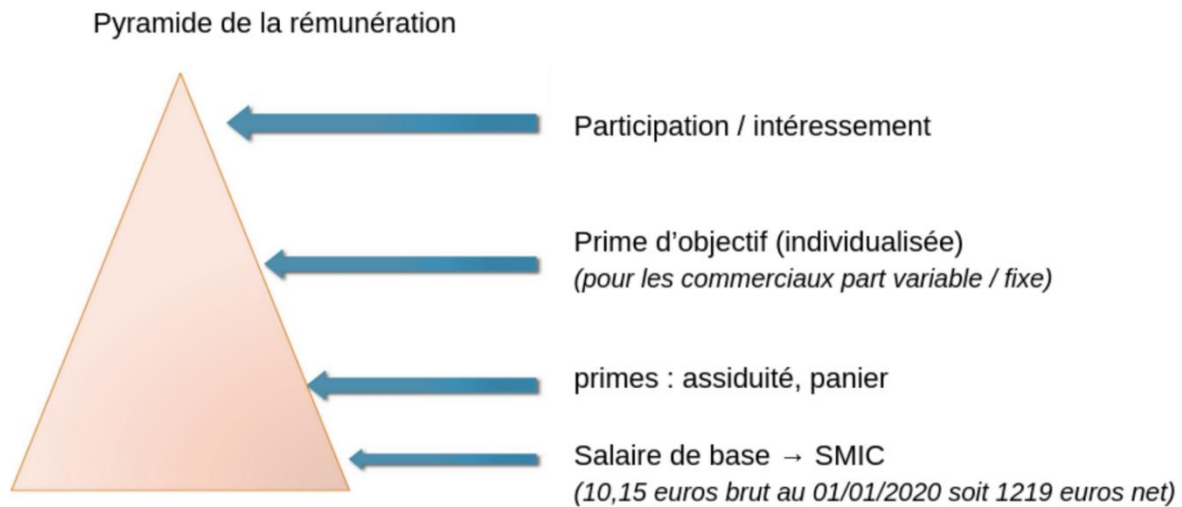 Pyramide de la rémunération
Participation / intéressement
Prime d’objectif (individualisée)
(pour les commerciaux part variable / fixe)
primes : assiduité, panier
Salaire de base → SMIC
(10,15 euros brut au 01/01/2020 soit 1219 euros net)